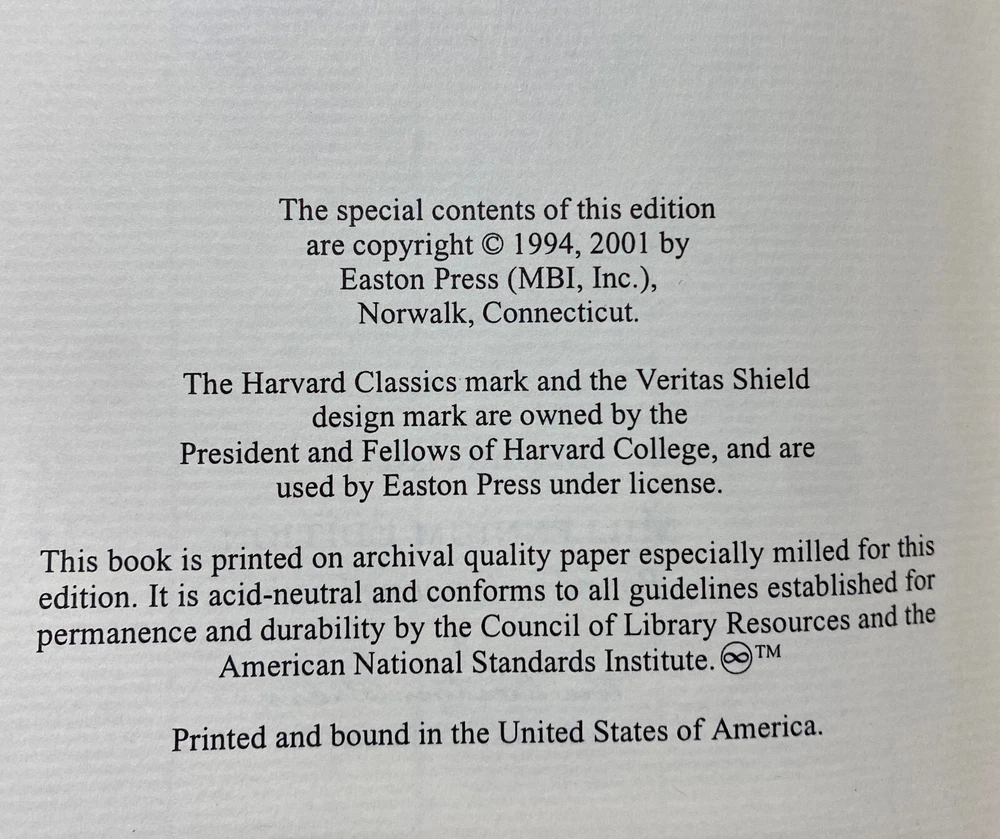 The special contents of this edition
are copyright © 1994, 2001 by
Easton Press (MBI, Inc.),
Norwalk, Connecticut.
The Harvard Classics mark and the Veritas Shield
design mark are owned by the
President and Fellows of Harvard College, and are
used by Easton Press under license.
This book is printed on archival quality paper especially milled for this
edition. It is acid-neutral and conforms to all guidelines established for
permanence and durability by the Council of Library Resources and the
American National Standards Institute. ♾™
Printed and bound in the United States of America.